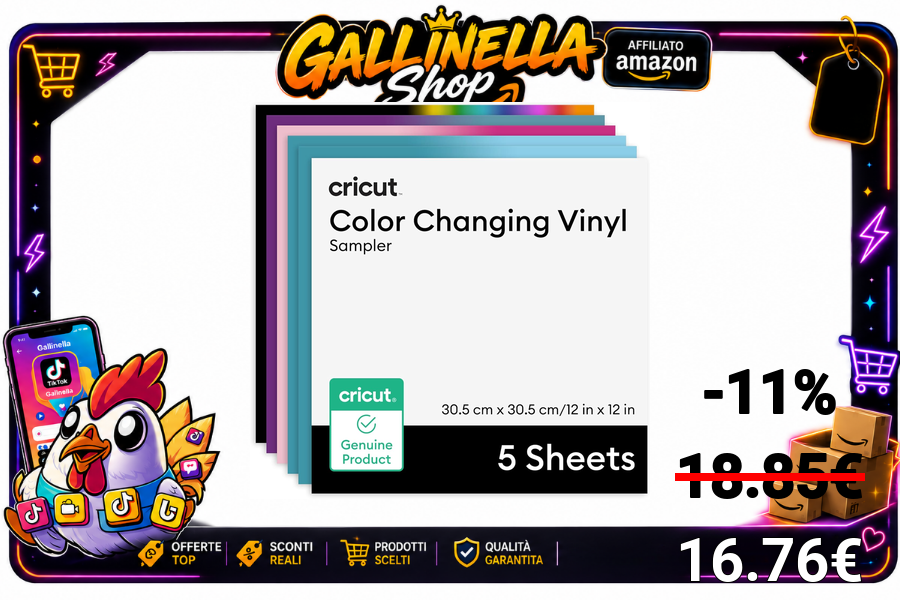 GALLINELLA
Shop
AFFILIATO
amazon
cricut
Color Changing Vinyl
Sampler
cricut
Genuine
Product
30.5 cm x 30.5 cm/12 in x 12 in
5 Sheets
Gallinella
TikTok
Gallinella
-11%
18.85€
16.76€
OFFERTE
TOP
SCONTI
REALI
PRODOTTI
SCELTI
QUALITÀ
GARANTITA